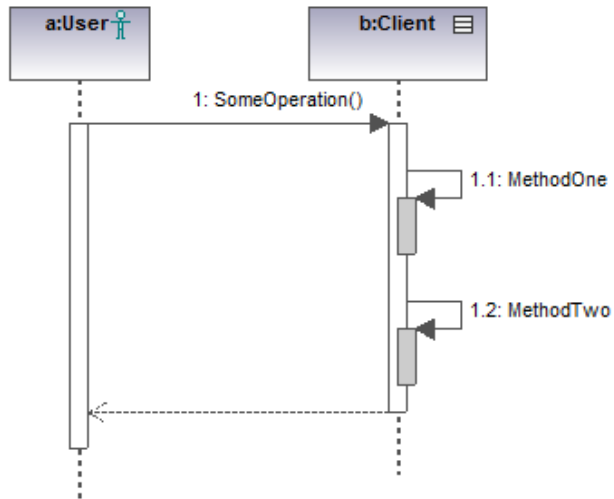 a:User
b:Client
1: SomeOperation()
1.1: MethodOne
1.2: MethodTwo